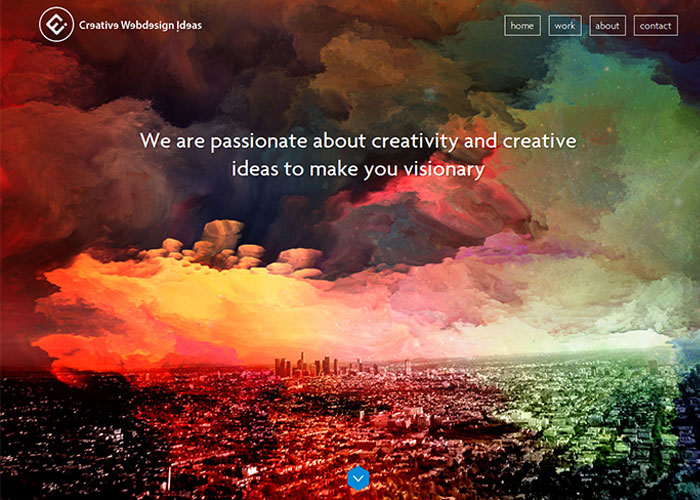 Creative Webdesign Ideas
home
work
about
contact
We are passionate about creativity and creative
ideas to make you visionary